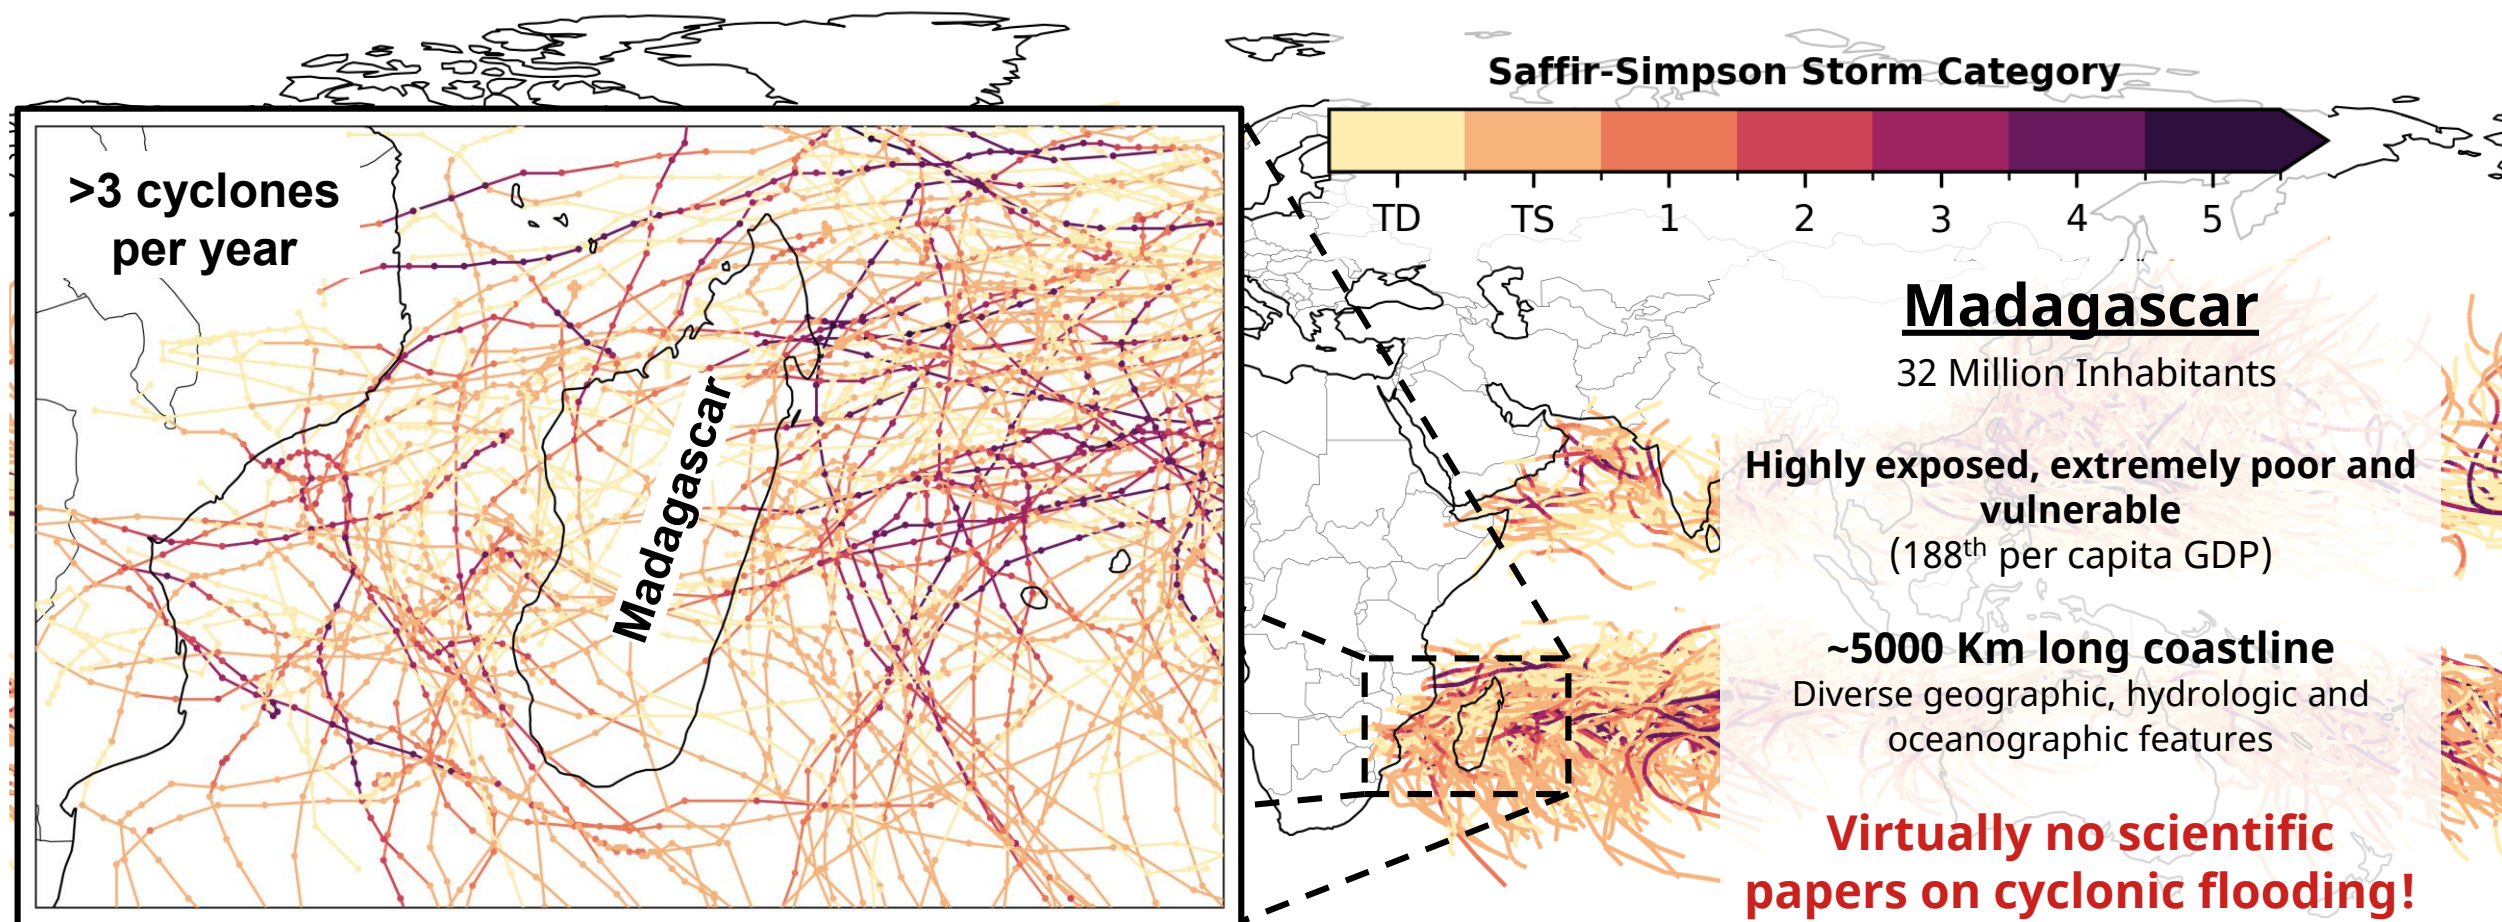 >3 cyclones
per year
Madagascar
Saffir-Simpson Storm Category
TD TS 1 2 3 4 5
Madagascar
32 Million Inhabitants
Highly exposed, extremely poor and
vulnerable
(188th per capita GDP)
~5000 Km long coastline
Diverse geographic, hydrologic and
oceanographic features
Virtually no scientific
papers on cyclonic flooding!